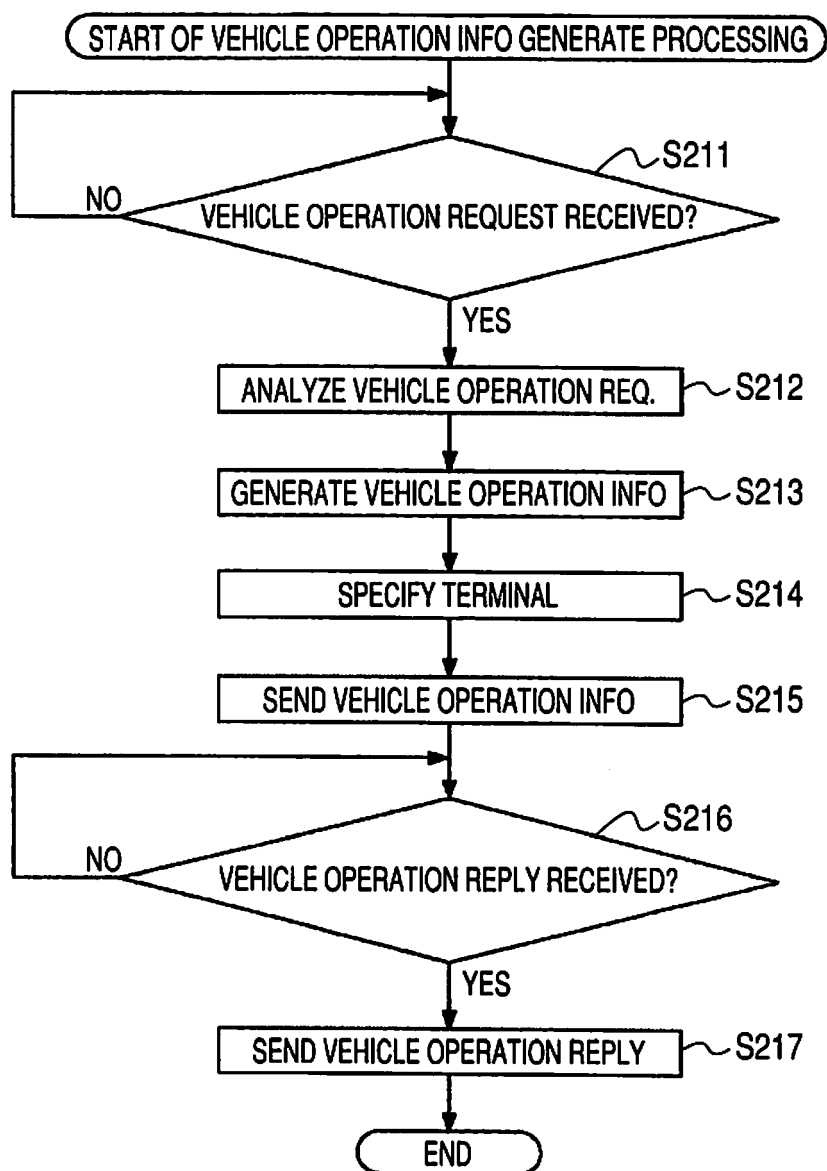 START OF VEHICLE OPERATION INFO GENERATE PROCESSING
S211
NO
VEHICLE OPERATION REQUEST RECEIVED?
YES
ANALYZE VEHICLE OPERATION REQ.
S212
GENERATE VEHICLE OPERATION INFO
S213
SPECIFY TERMINAL
S214
SEND VEHICLE OPERATION INFO
S215
S216
NO
VEHICLE OPERATION REPLY RECEIVED?
YES
SEND VEHICLE OPERATION REPLY
S217
END